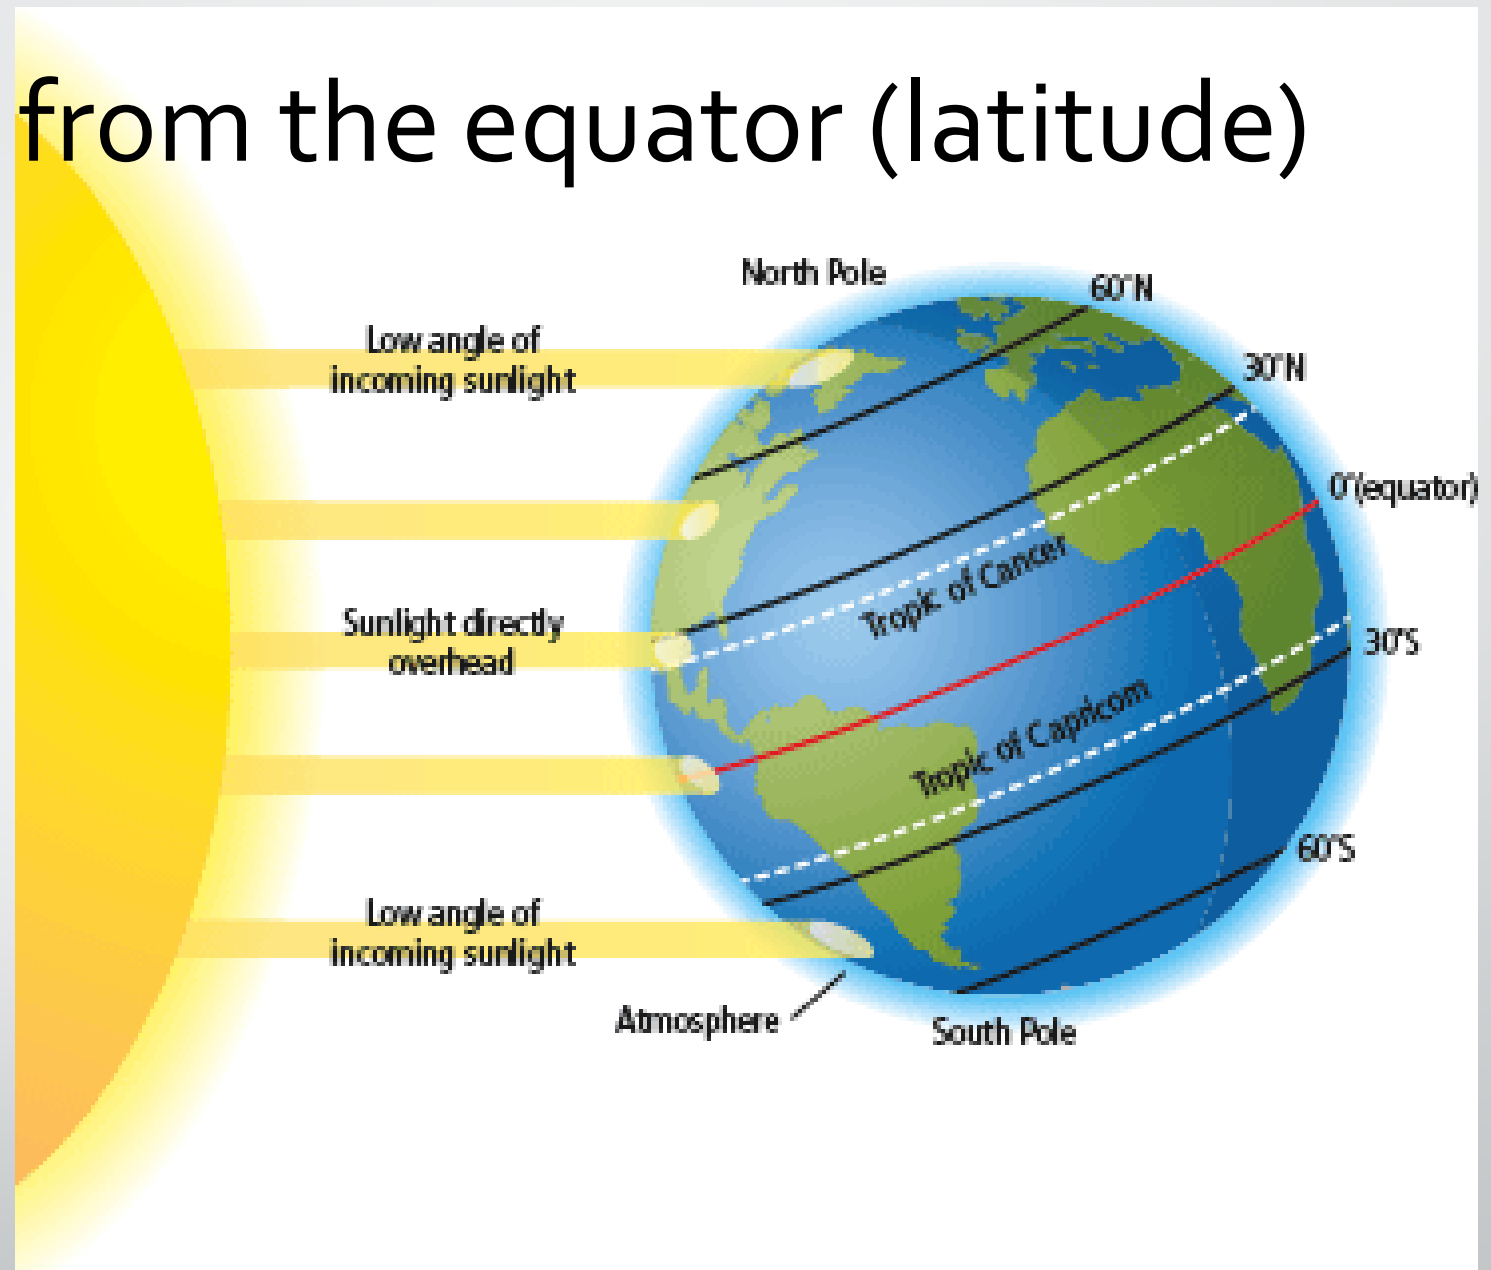 from the equator (latitude)
North Pole
60°N
Low angle of
incoming sunlight
30°N
0°(equator)
Tropic of Cancer
Sunlight directly
overhead
30°S
Tropic of Capricorn
60°S
Low angle of
incoming sunlight
Atmosphere
South Pole